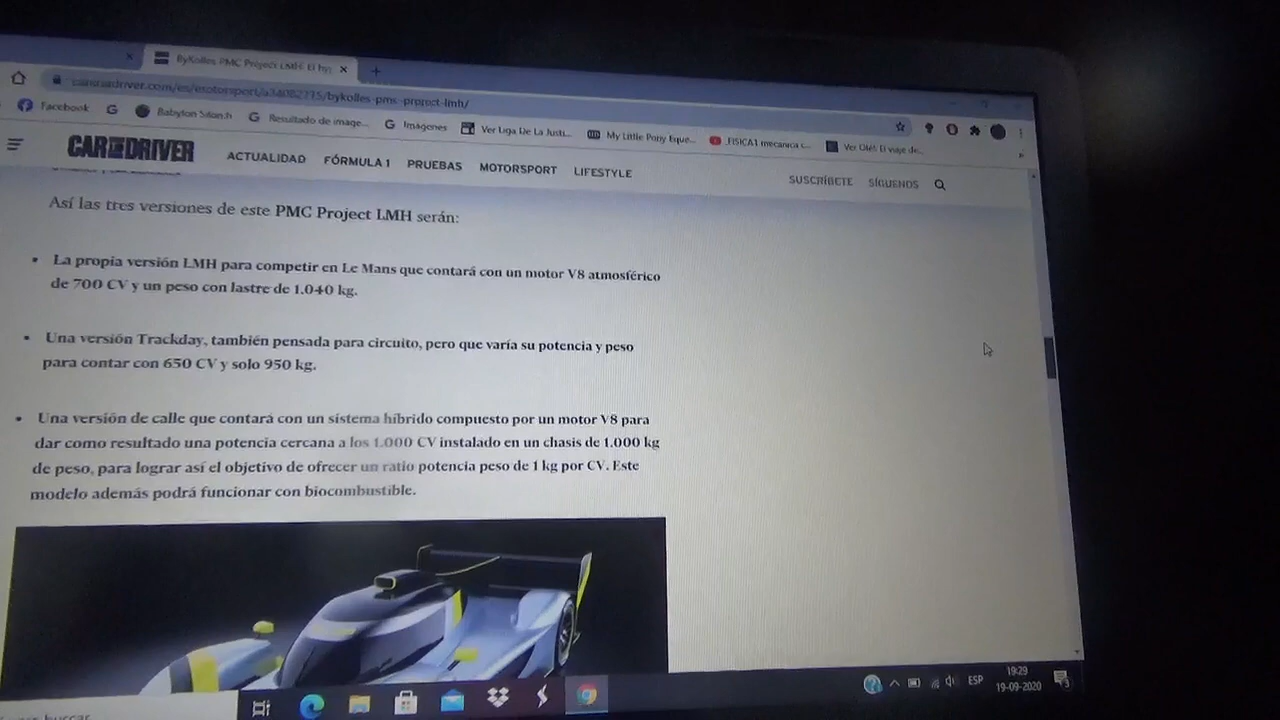 ByKolles PMC Project LMH: El hyp
caranddriver.com/es/motorsport/a34082775/bykolles-pmc-project-lmh/
Facebook
Resultado de image...
Imágenes
Ver Liga De La Justi...
My Little Pony Eque...
Ver Olés El viaje de...
CAR AND DRIVER
ACTUALIDAD FÓRMULA 1 PRUEBAS MOTORSPORT LIFESTYLE
SUSCRÍBETE SÍGUENOS
Así las tres versiones de este PMC Project LMH serán:
• La propia versión LMH para competir en Le Mans que contará con un motor V8 atmosférico
de 700 CV y un peso con lastre de 1.040 kg.
• Una versión Trackday, también pensada para circuito, pero que varía su potencia y peso
para contar con 650 CV y solo 950 kg.
• Una versión de calle que contará con un sistema híbrido compuesto por un motor V8 para
dar como resultado una potencia cercana a los 1.000 CV instalado en un chasis de 1.000 kg
de peso, para lograr así el objetivo de ofrecer un ratio potencia peso de 1 kg por CV. Este
modelo además podrá funcionar con biocombustible.
buscar
ESP
19:29
19-09-2020
3